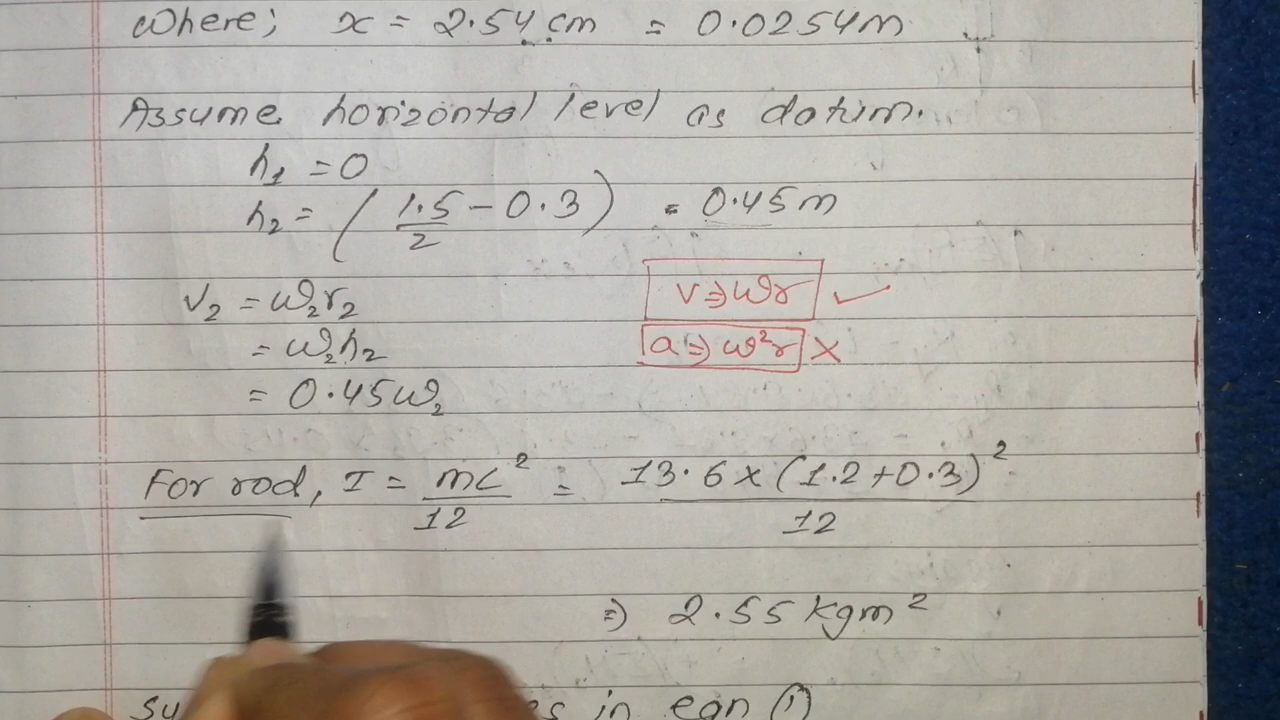 Where; x = 2.54 cm = 0.0254m
Assume horizontal level as datum.
h₁ = 0
h₂ = (1.5/2 - 0.3) = 0.45m
V₂ = ω₂r₂
V ⇒ ωr ✓
= ω₂h₂
a ⇒ ω²r ×
= 0.45ω₂
For rod, I = mL²/12 = 13.6 x (1.2 + 0.3)²/12
⇒ 2.55 kgm²
in eqn (1)